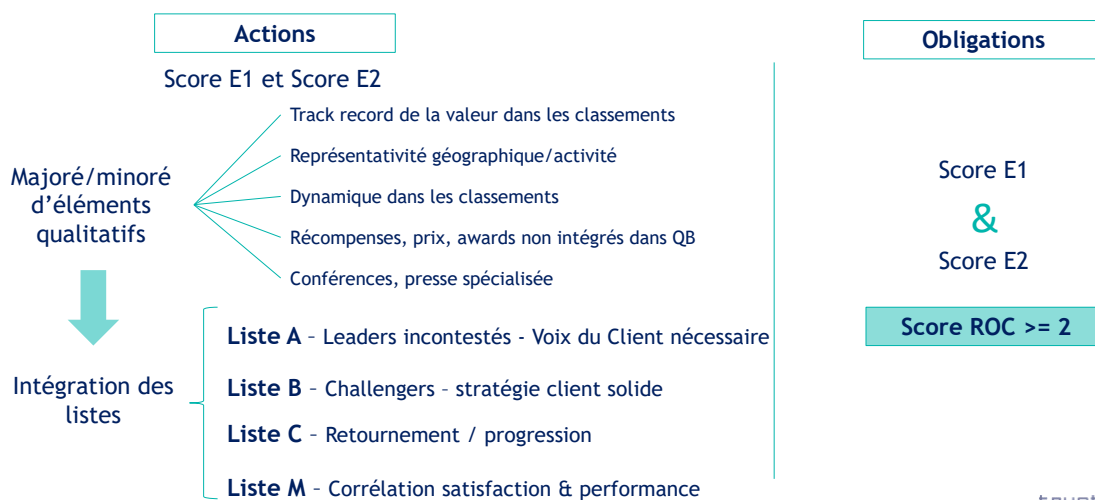 Actions
Score E1 et Score E2
Track record de la valeur dans les classements
Représentativité géographique/activité
Majoré/minoré
d'éléments
qualitatifs
Dynamique dans les classements
Récompenses, prix, awards non intégrés dans QB
Conférences, presse spécialisée
Liste A – Leaders incontestés - Voix du Client nécessaire
Intégration des
listes
Liste B – Challengers – stratégie client solide
Liste C – Retournement / progression
Liste M – Corrélation satisfaction & performance
Obligations
Score E1
&
Score E2
Score ROC >= 2